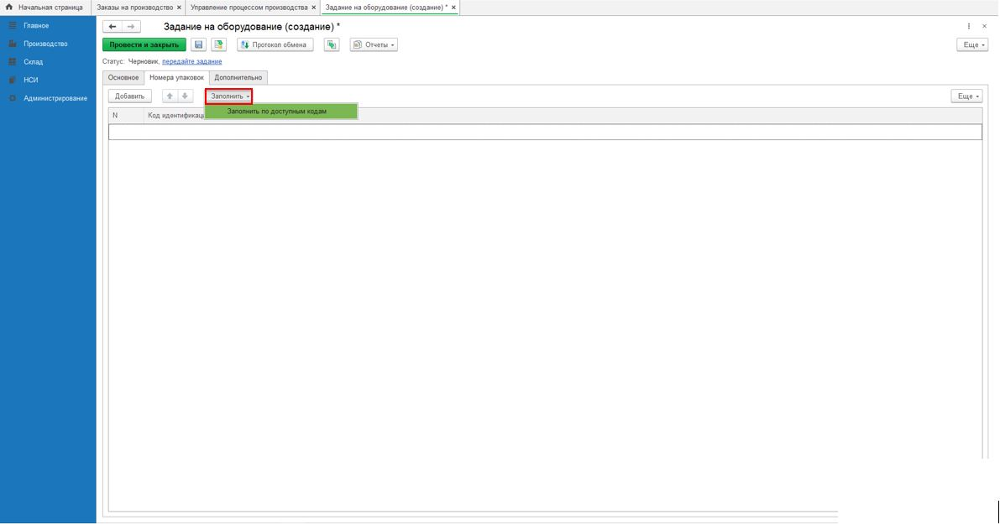 Начальная страница Заказы на производство × Управление процессом производства × Задание на оборудование (создание) * ×
Главное
Производство
Склад
НСИ
Администрирование
Задание на оборудование (создание) *
Провести и закрыть Протокол обмена Отчеты Еще
Статус: Черновик, передайте задание
Основное Номера упаковок Дополнительно
Добавить Заполнить Еще
Заполнить по доступным кодам
N Код идентификац